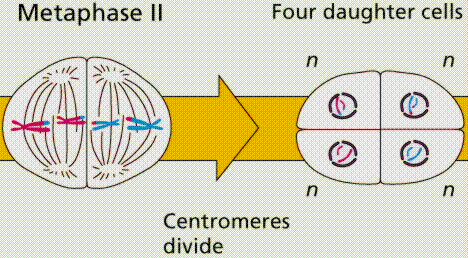 Metaphase II
Four daughter cells
n
n
n
n
Centromeres
divide